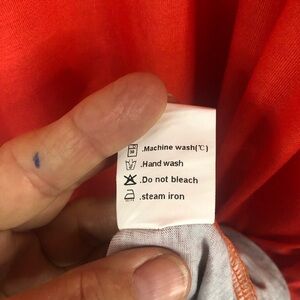 .Machine wash(℃)
.Hand wash
.Do not bleach
.steam iron